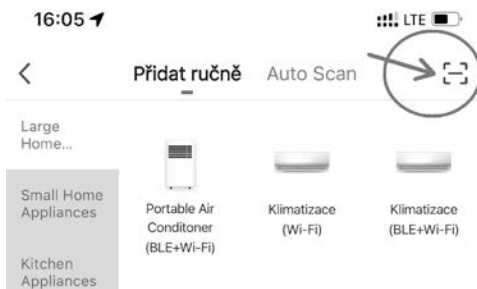 16:05 LTE
Přidat ručně Auto Scan
Large
Home...
Small Home
Appliances
Kitchen
Appliances
Portable Air
Conditoner
(BLE+Wi-Fi)
Klimatizace
(Wi-Fi)
Klimatizace
(BLE+Wi-Fi)